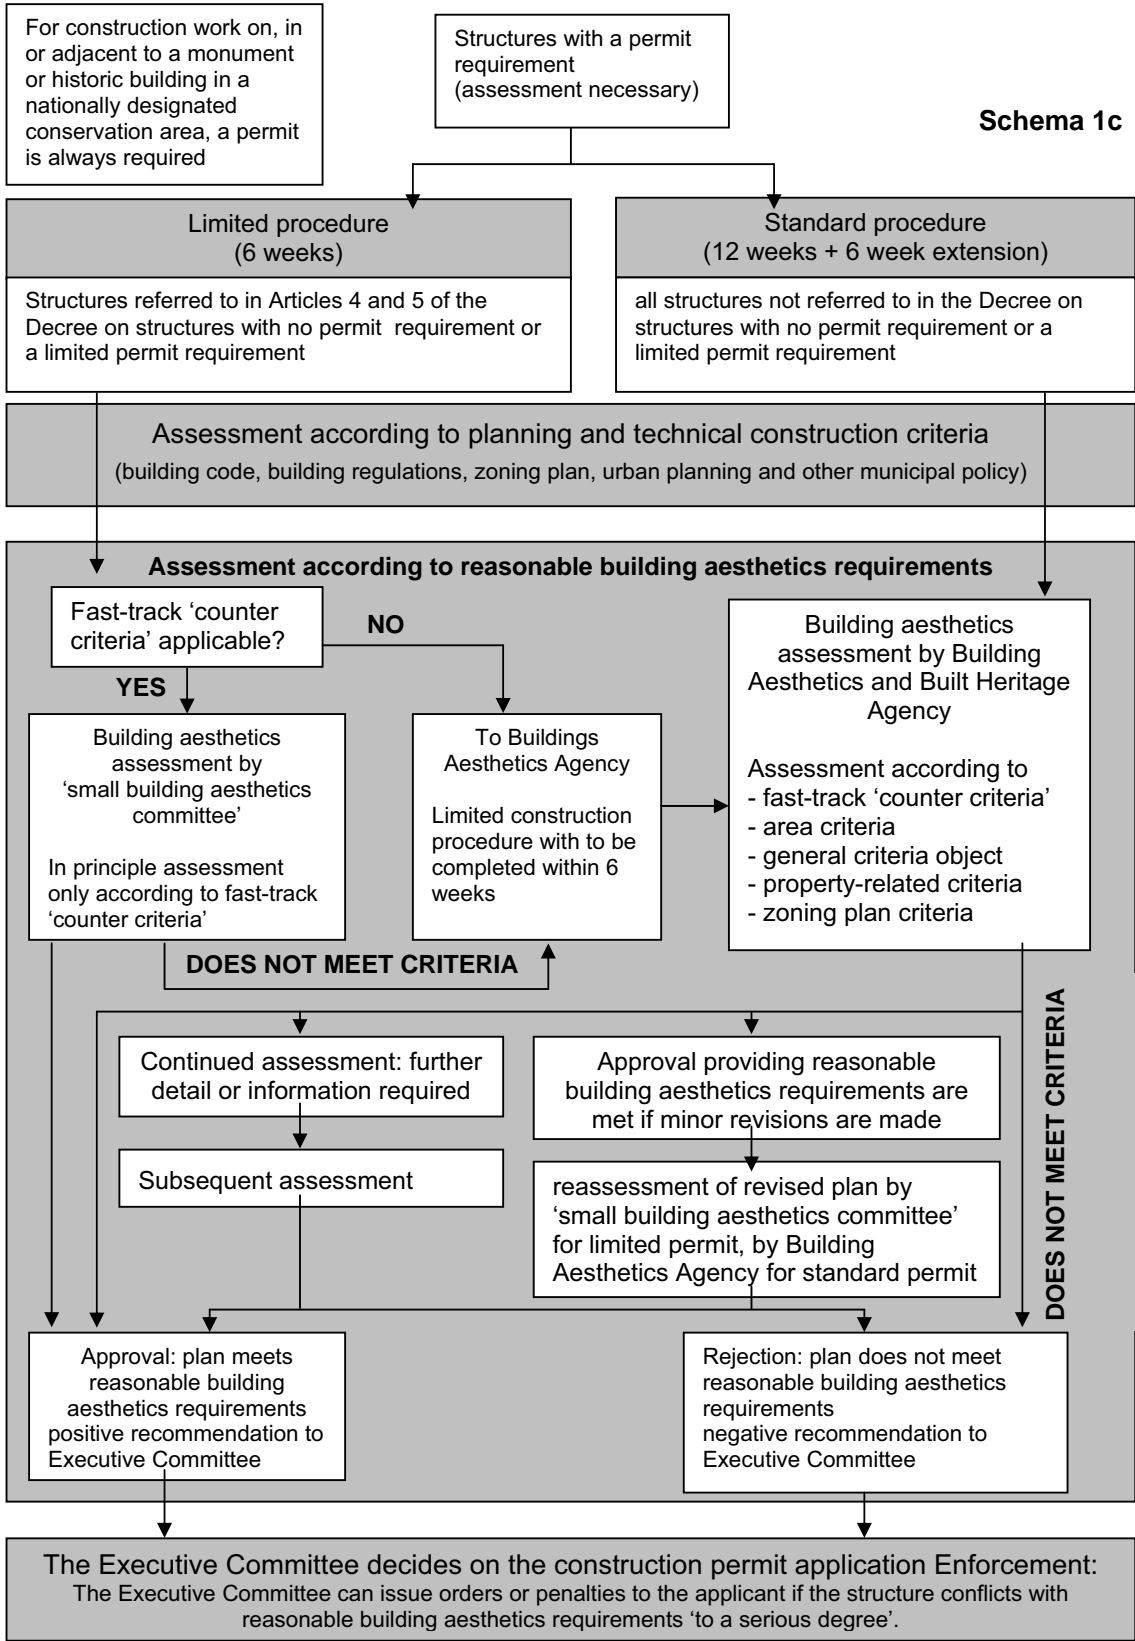 For construction work on, in
or adjacent to a monument
or historic building in a
nationally designated
conservation area, a permit
is always required
Structures with a permit
requirement
(assessment necessary)
Schema 1c
Limited procedure
(6 weeks)
Structures referred to in Articles 4 and 5 of the
Decree on structures with no permit requirement or
a limited permit requirement
Standard procedure
(12 weeks + 6 week extension)
all structures not referred to in the Decree on
structures with no permit requirement or a
limited permit requirement
Assessment according to planning and technical construction criteria
(building code, building regulations, zoning plan, urban planning and other municipal policy)
Assessment according to reasonable building aesthetics requirements
Fast-track ‘counter
criteria’ applicable?
NO
YES
Building aesthetics
assessment by
‘small building aesthetics
committee’
In principle assessment
only according to fast-track
‘counter criteria’
To Buildings
Aesthetics Agency
Limited construction
procedure with to be
completed within 6
weeks
Building aesthetics
assessment by Building
Aesthetics and Built Heritage
Agency
Assessment according to
- fast-track ‘counter criteria’
- area criteria
- general criteria object
- property-related criteria
- zoning plan criteria
DOES NOT MEET CRITERIA
DOES NOT MEET CRITERIA
Continued assessment: further
detail or information required
Subsequent assessment
Approval providing reasonable
building aesthetics requirements are
met if minor revisions are made
reassessment of revised plan by
‘small building aesthetics committee’
for limited permit, by Building
Aesthetics Agency for standard permit
Approval: plan meets
reasonable building
aesthetics requirements
positive recommendation to
Executive Committee
Rejection: plan does not meet
reasonable building aesthetics
requirements
negative recommendation to
Executive Committee
The Executive Committee decides on the construction permit application Enforcement:
The Executive Committee can issue orders or penalties to the applicant if the structure conflicts with
reasonable building aesthetics requirements ‘to a serious degree’.